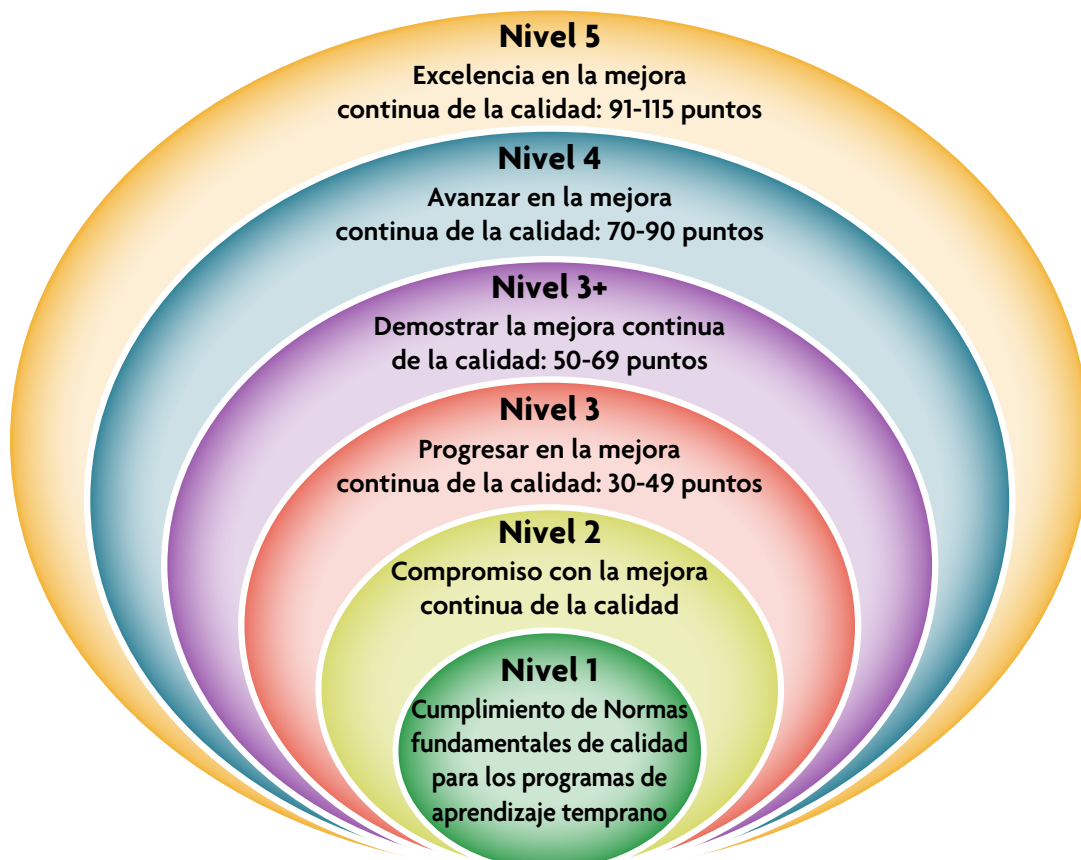 Nivel 5
Excelencia en la mejora
continua de la calidad: 91-115 puntos
Nivel 4
Avanzar en la mejora
continua de la calidad: 70-90 puntos
Nivel 3+
Demostrar la mejora continua
de la calidad: 50-69 puntos
Nivel 3
Progresar en la mejora
continua de la calidad: 30-49 puntos
Nivel 2
Compromiso con la mejora
continua de la calidad
Nivel 1
Cumplimiento de Normas
fundamentales de calidad
para los programas de
aprendizaje temprano